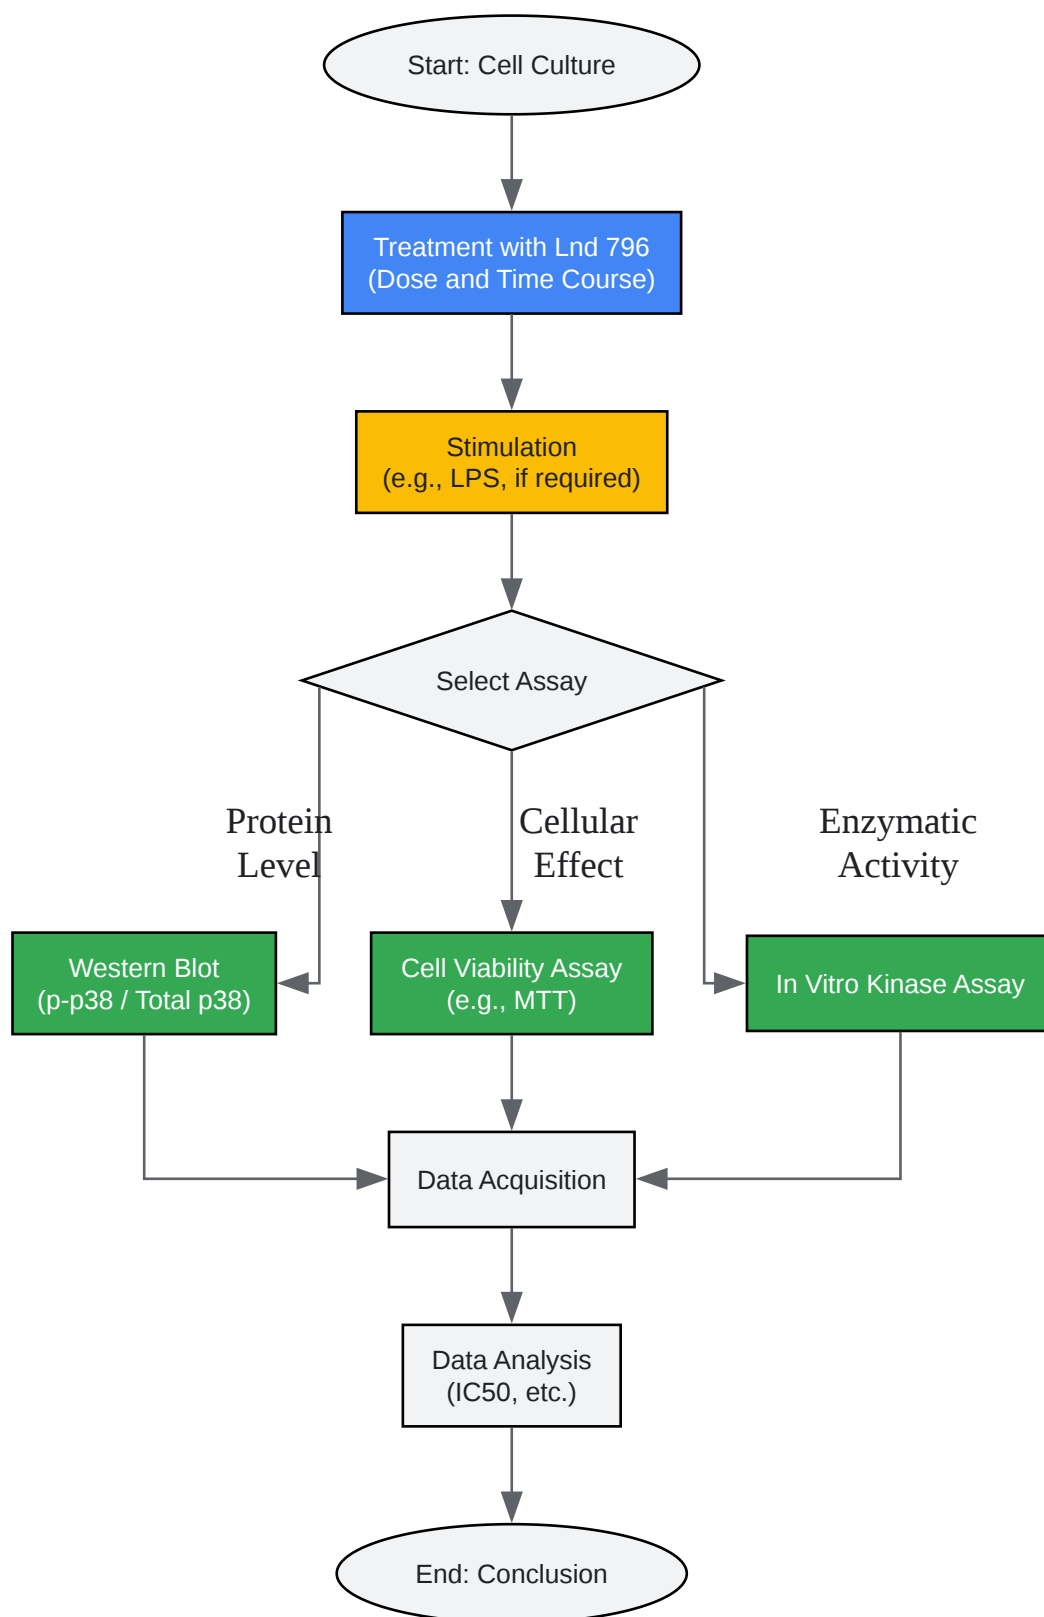 Start: Cell Culture
Treatment with Lnd 796
(Dose and Time Course)
Stimulation
(e.g., LPS, if required)
Select Assay
Protein
Level
Cellular
Effect
Enzymatic
Activity
Western Blot
(p-p38 / Total p38)
Cell Viability Assay
(e.g., MTT)
In Vitro Kinase Assay
Data Acquisition
Data Analysis
(IC50, etc.)
End: Conclusion